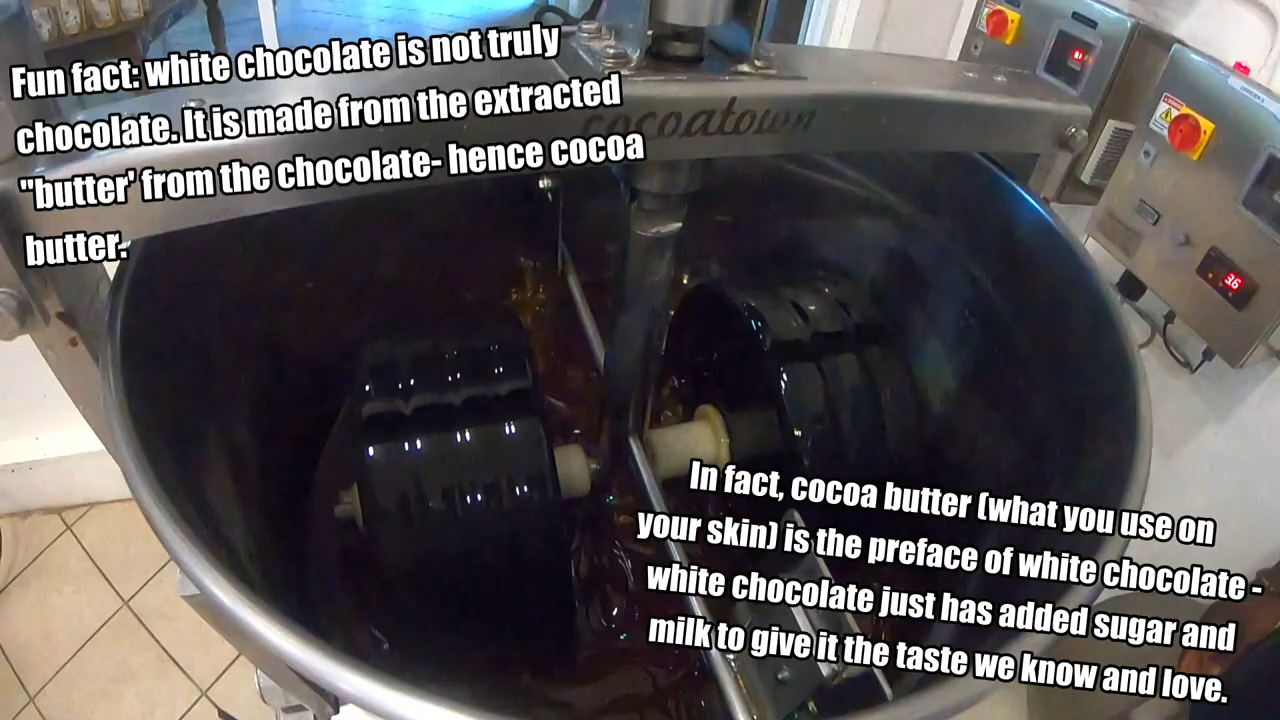 Fun fact: white chocolate is not truly
chocolate. It is made from the extracted
"butter' from the chocolate- hence cocoa
butter.
cocoatown
3.6
In fact, cocoa butter (what you use on
your skin) is the preface of white chocolate -
white chocolate just has added sugar and
milk to give it the taste we know and love.